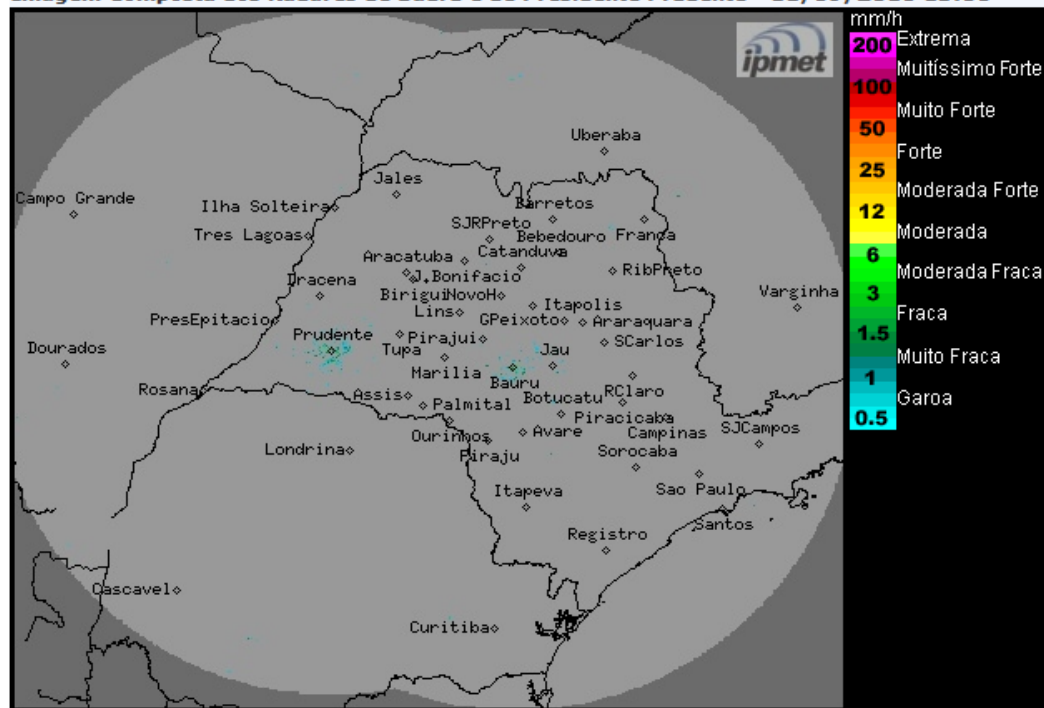 mm/h
200 Extrema
Muitíssimo Forte
100
Muito Forte
50
Forte
25
Moderada Forte
12
Moderada
6
Moderada Fraca
3
Fraca
1.5
Muito Fraca
1
Garoa
0.5
ipmet
Uberaba
Campo Grande
Jales
Ilha Solteira
Barretos
Tres Lagoas
SJRPreto
Bebedouro
Franca
Aracatuba
Catanduva
Dracena
J.Bonifacio
RibPreto
Birigui
NovoH
Itapolis
Varginha
Lins
PresEpitacio
GPeixoto
Araraquara
Prudente
Pirajui
SCarlos
Dourados
Tupa
Jau
Marilia
Bauru
Rosana
Assis
Botucatu
RClaro
Palmital
Piracicaba
Ourinhos
Avare
Campinas
SJCampos
Londrina
Piraju
Sorocaba
Itapeva
Sao Paulo
Santos
Registro
Cascavel
Curitiba